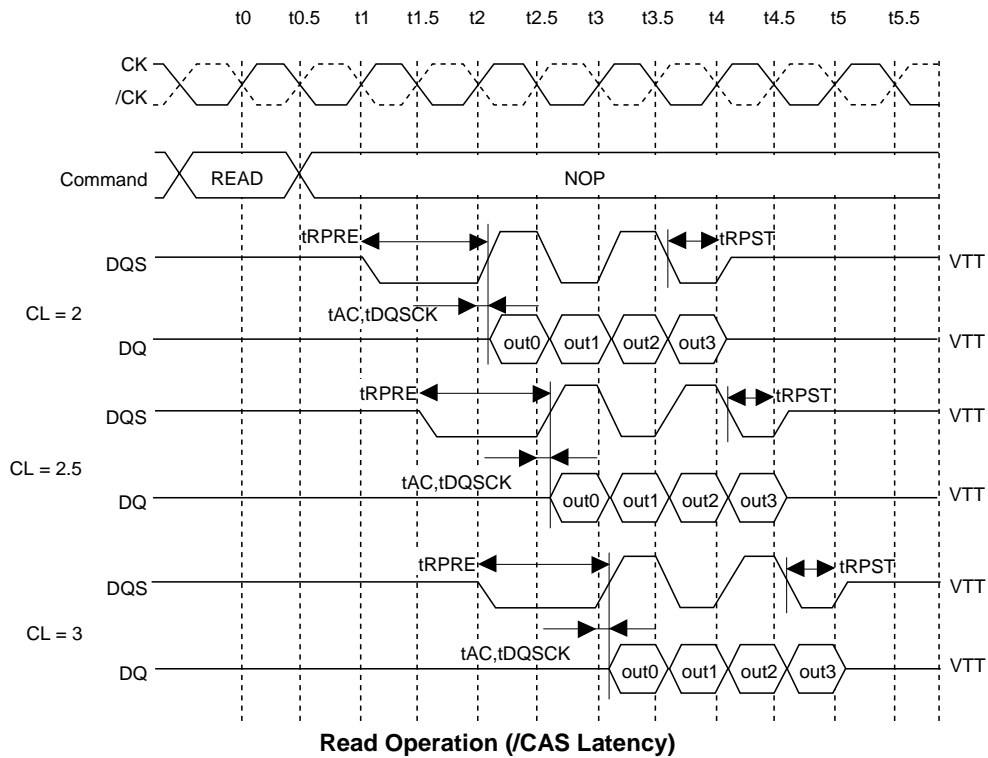 t0 t0.5 t1 t1.5 t2 t2.5 t3 t3.5 t4 t4.5 t5 t5.5
CK
/CK
Command READ NOP
tRPRE tRPST
DQS VTT
CL = 2
tAC,tDQSCK
DQ out0 out1 out2 out3 VTT
tRPRE tRPST
DQS VTT
CL = 2.5
tAC,tDQSCK
DQ out0 out1 out2 out3 VTT
tRPRE tRPST
DQS VTT
CL = 3
tAC,tDQSCK
DQ out0 out1 out2 out3 VTT
Read Operation (/CAS Latency)